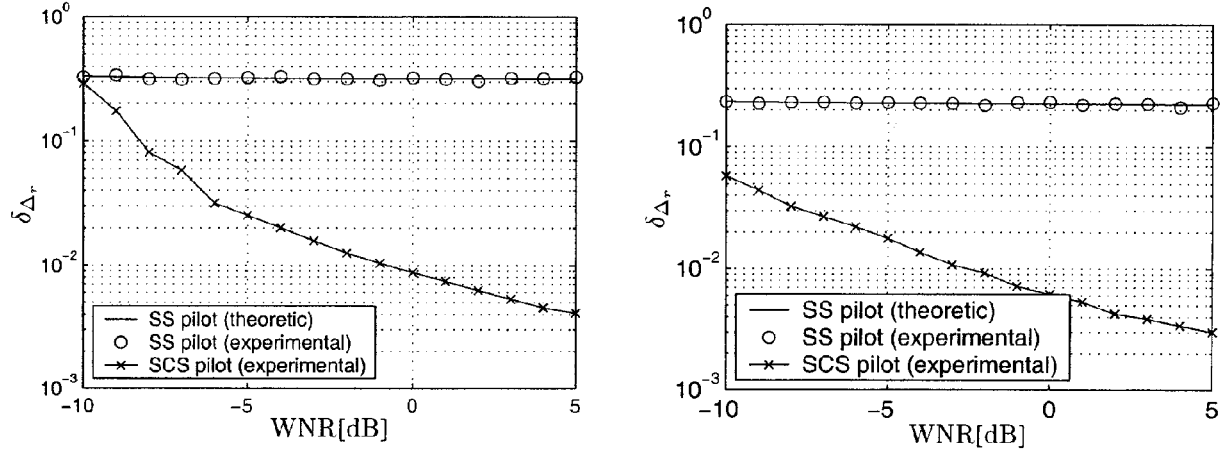 10^0
10^-1
10^-2
10^-3
δ_Δr
SS pilot (theoretic)
SS pilot (experimental)
SCS pilot (experimental)
-10 -5 0 5
WNR[dB]
10^0
10^-1
10^-2
10^-3
δ_Δr
SS pilot (theoretic)
SS pilot (experimental)
SCS pilot (experimental)
-10 -5 0 5
WNR[dB]